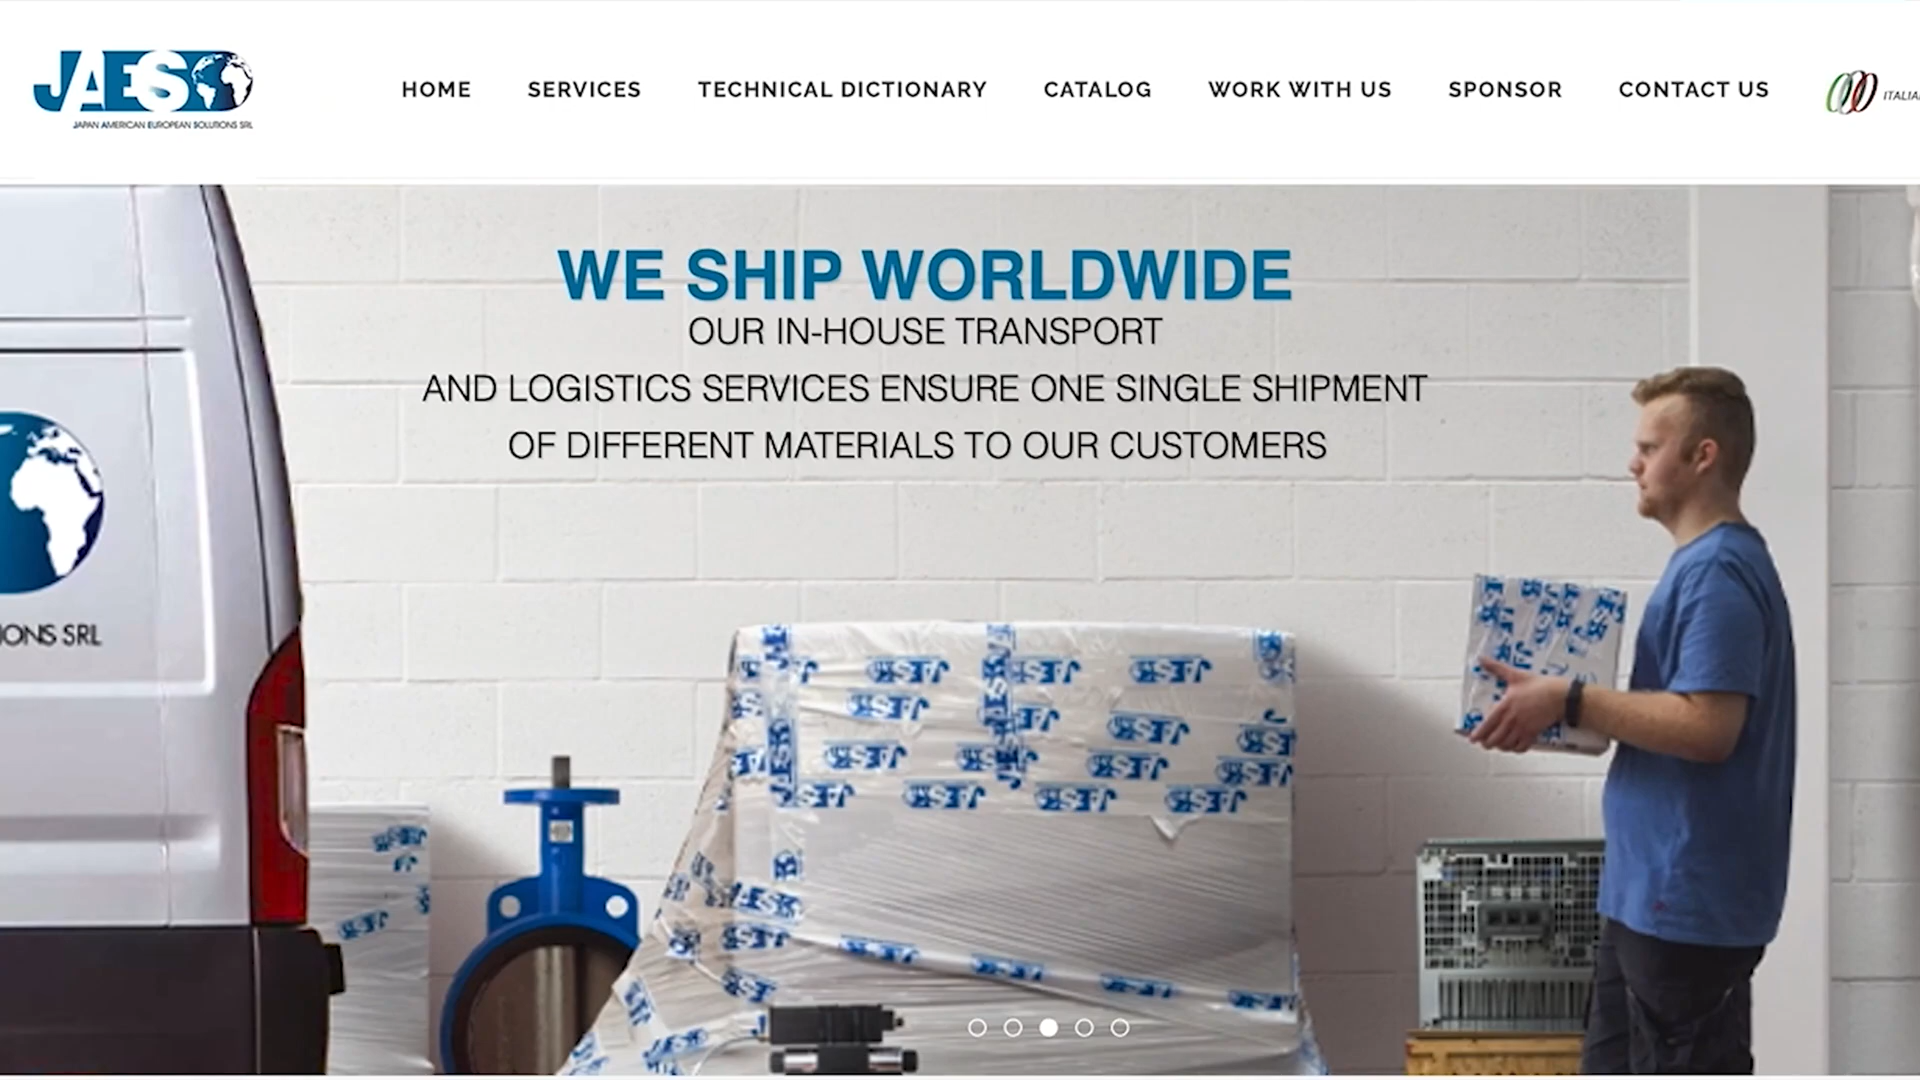 JAES
JAPAN AMERICAN EUROPEAN SOLUTIONS SRL
HOME
SERVICES
TECHNICAL DICTIONARY
CATALOG
WORK WITH US
SPONSOR
CONTACT US
ITALIA
WE SHIP WORLDWIDE
OUR IN-HOUSE TRANSPORT
AND LOGISTICS SERVICES ENSURE ONE SINGLE SHIPMENT
OF DIFFERENT MATERIALS TO OUR CUSTOMERS
IONS SRL